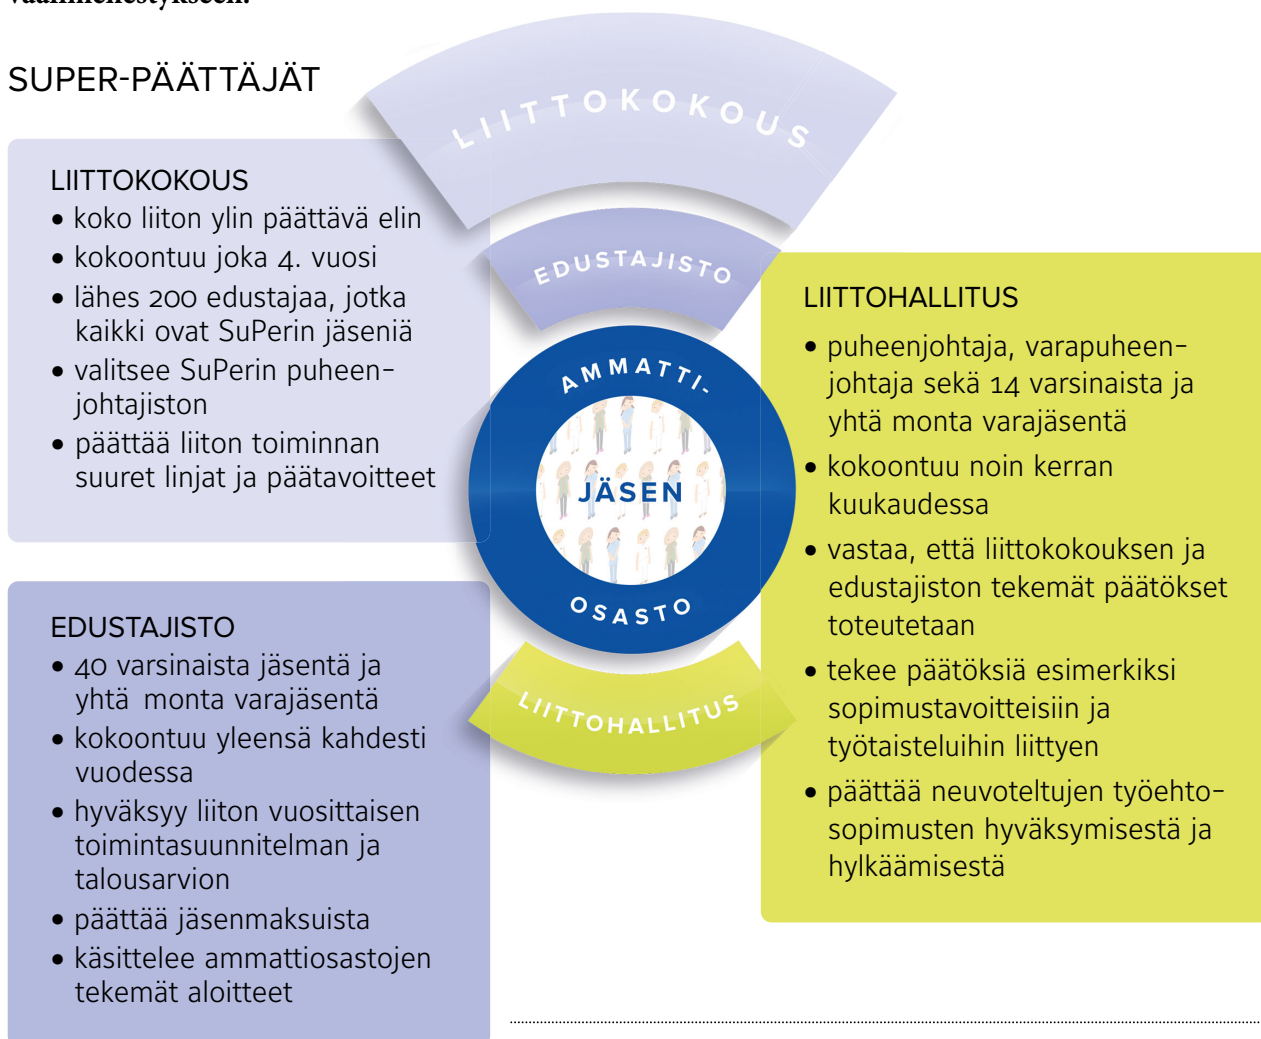 SUPER-PÄÄTTÄJÄT
LIITTOKOKOUS
EDUSTAJISTO
AMMATTI-
JÄSEN
OSASTO
LIITTOHALLITUS
LIITTOKOKOUS
• koko liiton ylin päättävä elin
• kokoontuu joka 4. vuosi
• lähes 200 edustajaa, jotka
kaikki ovat SuPerin jäseniä
• valitsee SuPerin puheen-
johtajiston
• päättää liiton toiminnan
suuret linjat ja päätavoitteet
EDUSTAJISTO
• 40 varsinaista jäsentä ja
yhtä monta varajäsentä
• kokoontuu yleensä kahdesti
vuodessa
• hyväksyy liiton vuosittaisen
toimintasuunnitelman ja
talousarvion
• päättää jäsenmaksuista
• käsittelee ammattiosastojen
tekemät aloitteet
LIITTOHALLITUS
• puheenjohtaja, varapuheen-
johtaja sekä 14 varsinaista ja
yhtä monta varajäsentä
• kokoontuu noin kerran
kuukaudessa
• vastaa, että liittokokouksen ja
edustajiston tekemät päätökset
toteutetaan
• tekee päätöksiä esimerkiksi
sopimustavoitteisiin ja
työtaisteluihin liittyen
• päättää neuvoteltujen työehto-
sopimusten hyväksymisestä ja
hylkäämisestä